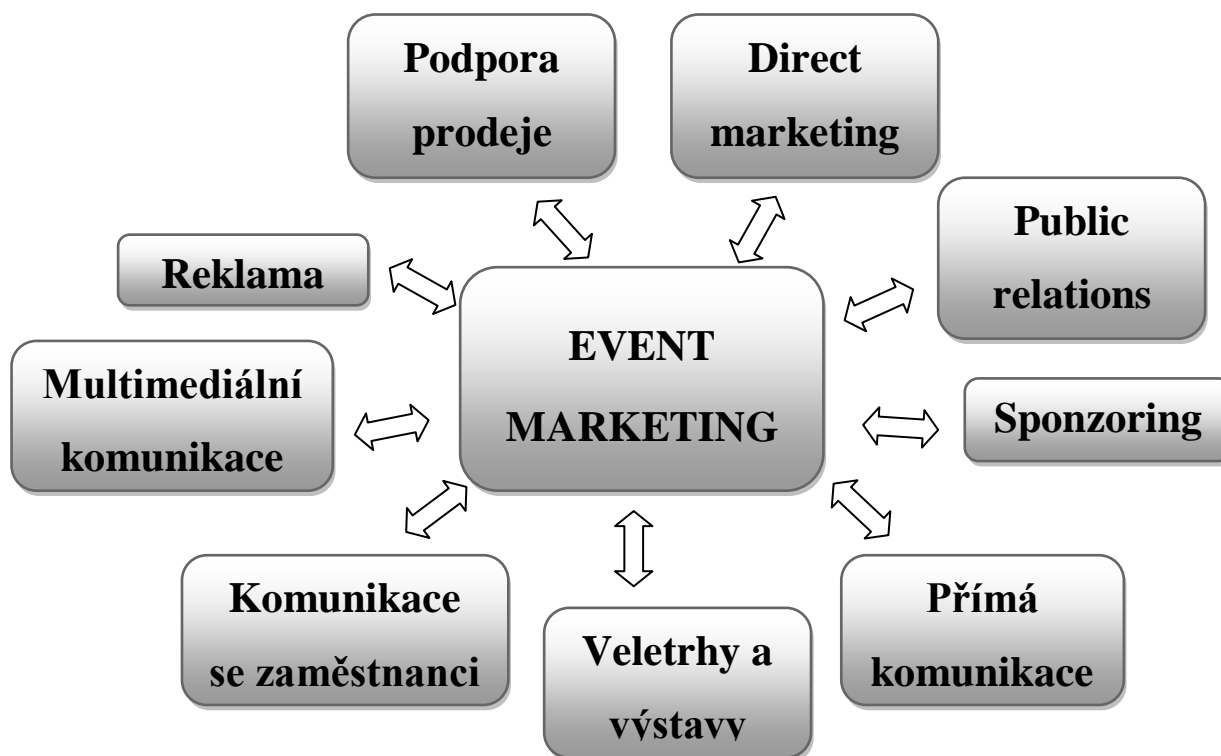 Podpora
prodeje
Direct
marketing
Public
relations
Reklama
EVENT
MARKETING
Multimediální
komunikace
Sponzoring
Komunikace
se zaměstnanci
Veletrhy a
výstavy
Přímá
komunikace